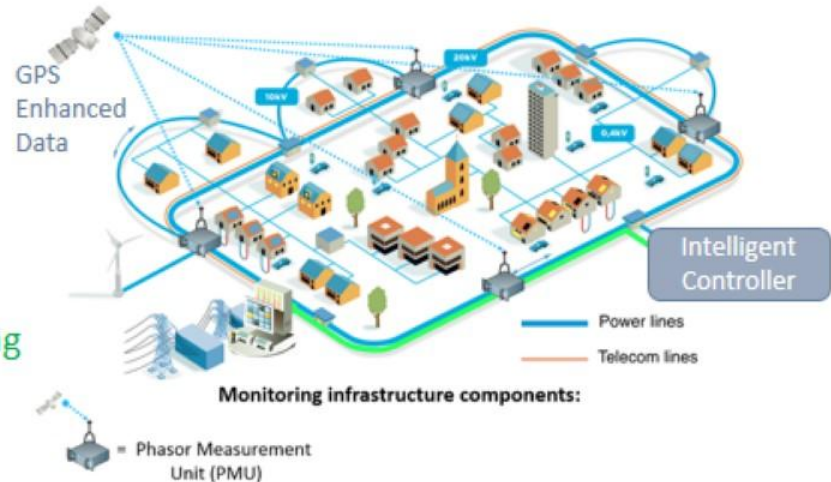 GPS
Enhanced
Data
20kV
10kV
0,4kV
Intelligent
Controller
g
Power lines
Telecom lines
Monitoring infrastructure components:
= Phasor Measurement
Unit (PMU)